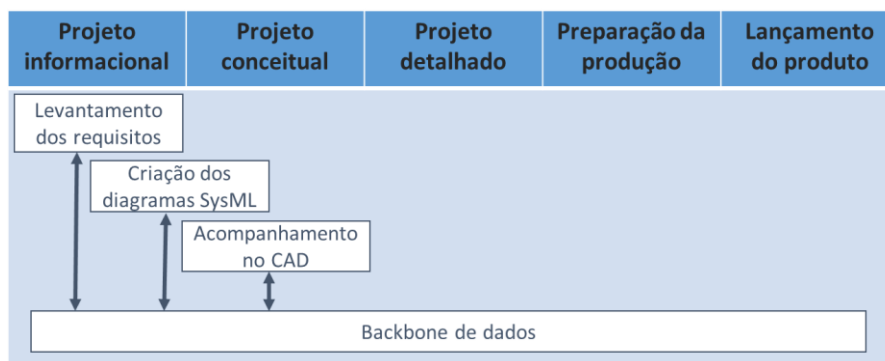 Projeto
informacional
Projeto
conceitual
Projeto
detalhado
Preparação da
produção
Lançamento
do produto
Levantamento
dos requisitos
Criação dos
diagramas SysML
Acompanhamento
no CAD
Backbone de dados